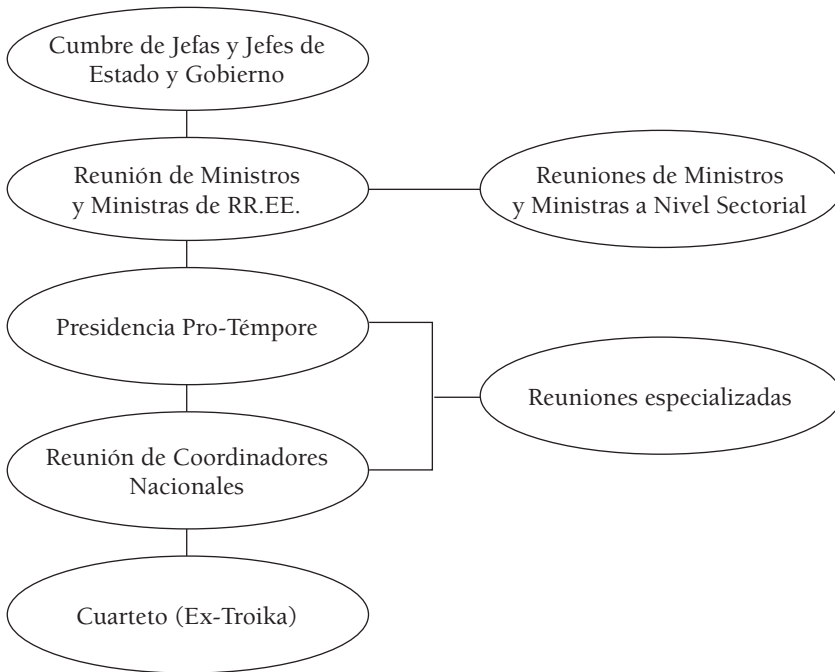 Cumbre de Jefas y Jefes de
Estado y Gobierno
Reunión de Ministros
y Ministras de RR.EE.
Reuniones de Ministros
y Ministras a Nivel Sectorial
Presidencia Pro-Témpore
Reuniones especializadas
Reunión de Coordinadores
Nacionales
Cuarteto (Ex-Troika)